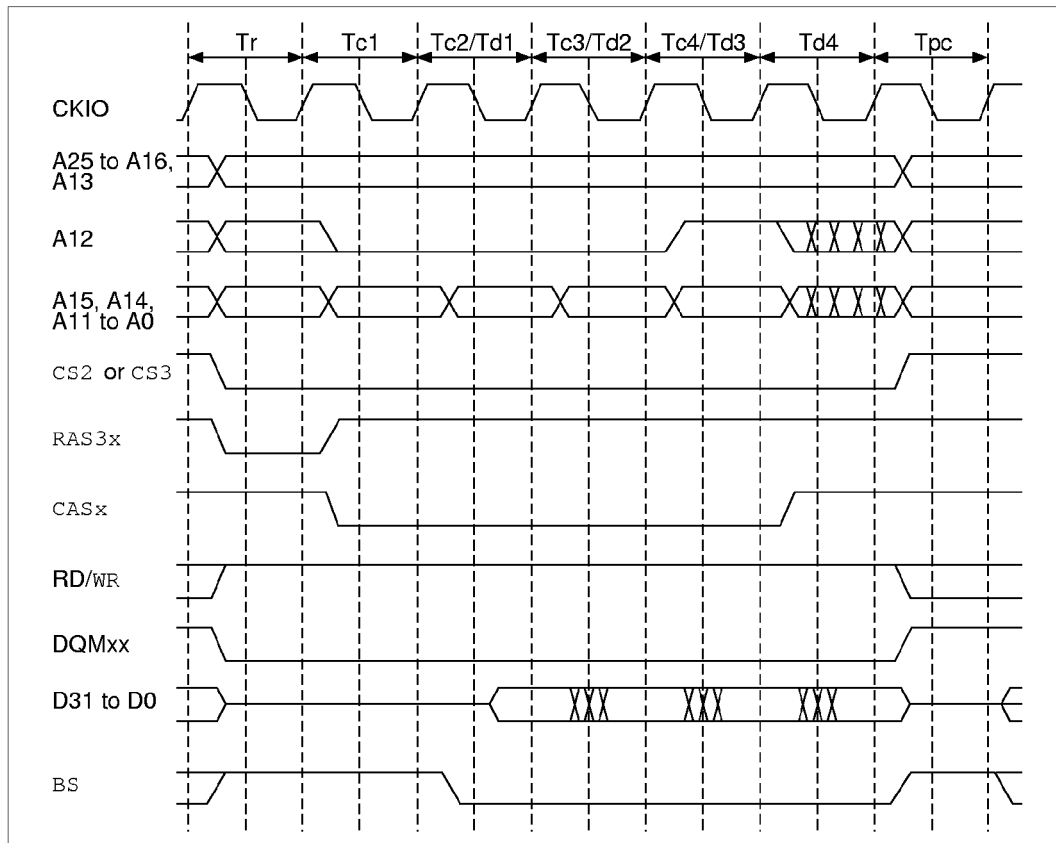 Tr Tc1 Tc2/Td1 Tc3/Td2 Tc4/Td3 Td4 Tpc
CKIO
A25 to A16,
A13
A12
A15, A14,
A11 to A0
CS2 or CS3
RAS3x
CASx
RD/WR
DQMxx
D31 to D0
BS